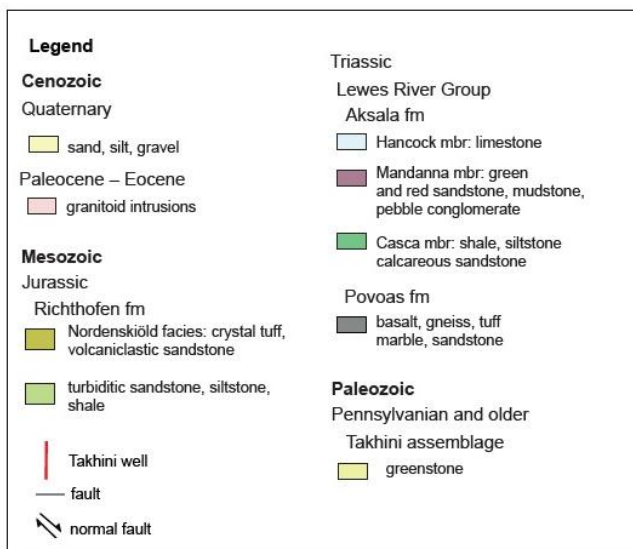 Legend
Cenozoic
Quaternary
sand, silt, gravel
Paleocene – Eocene
granitoid intrusions
Mesozoic
Jurassic
Richthofen fm
Nordenskiöld facies: crystal tuff,
volcaniclastic sandstone
turbiditic sandstone, siltstone,
shale
Takhini well
fault
normal fault
Triassic
Lewes River Group
Aksala fm
Hancock mbr: limestone
Mandanna mbr: green
and red sandstone, mudstone,
pebble conglomerate
Casca mbr: shale, siltstone
calcareous sandstone
Povoas fm
basalt, gneiss, tuff
marble, sandstone
Paleozoic
Pennsylvanian and older
Takhini assemblage
greenstone